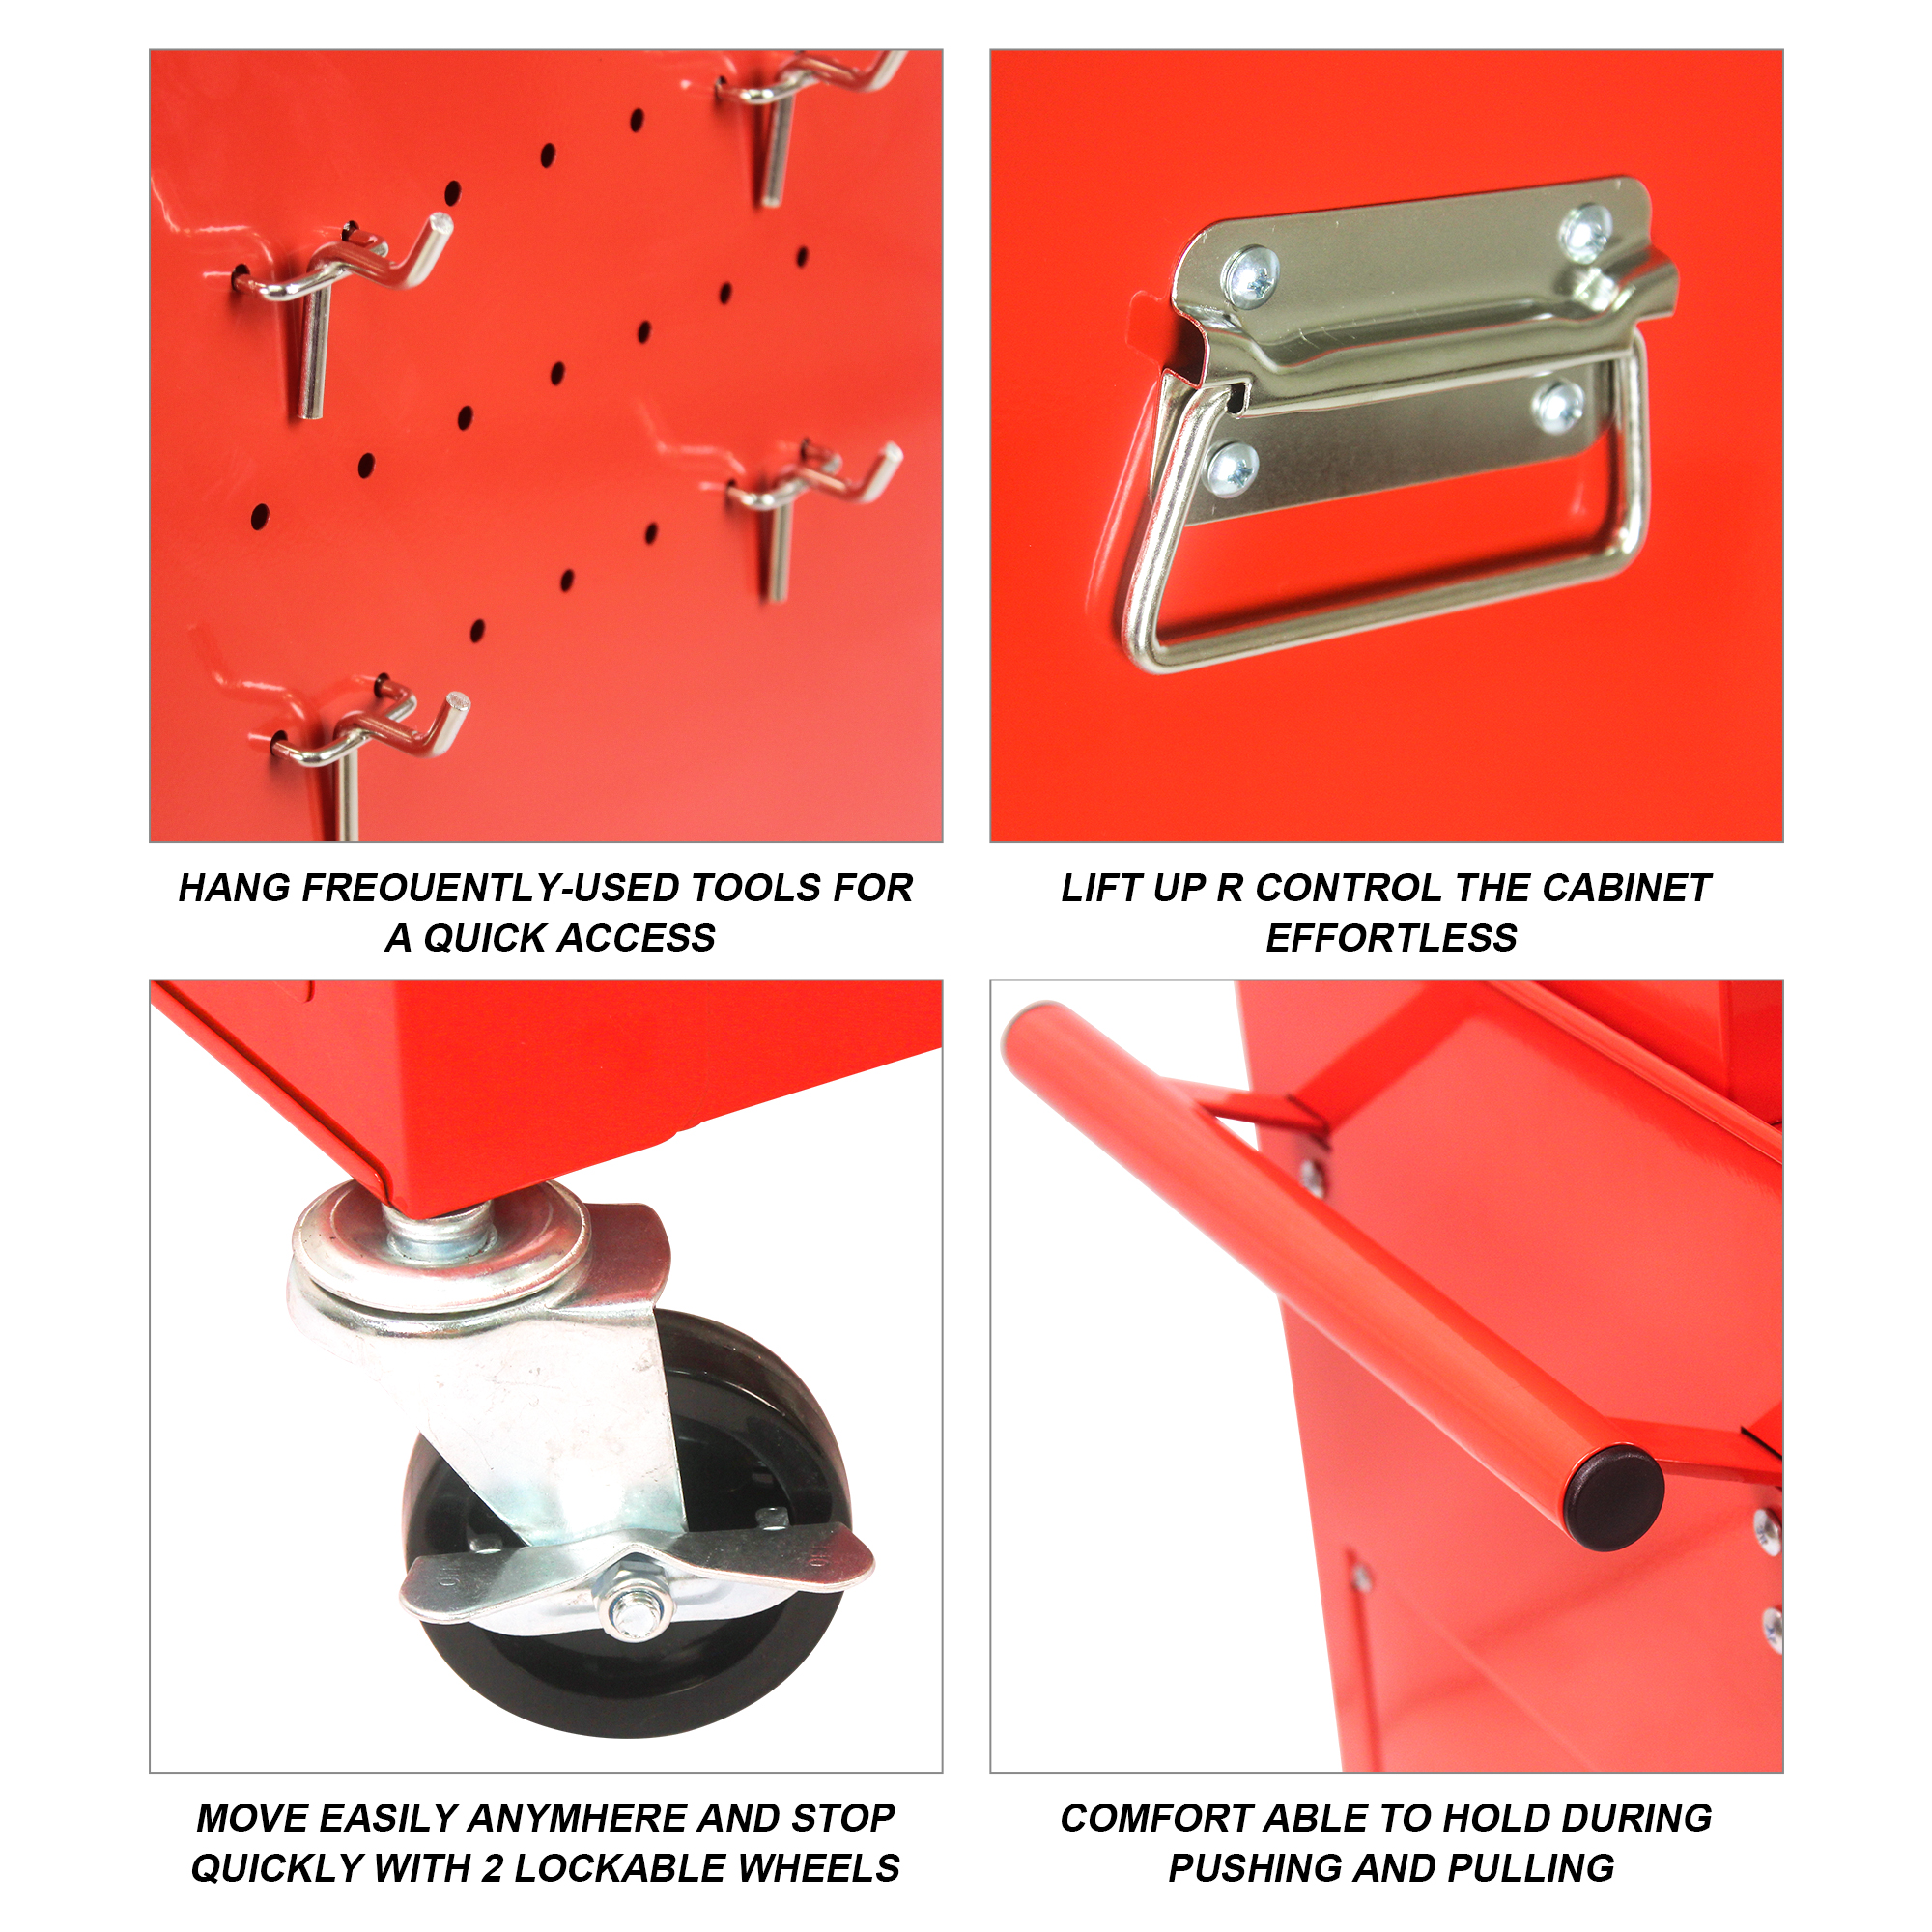 HANG FREOUENTLY-USED TOOLS FOR
A QUICK ACCESS
LIFT UP R CONTROL THE CABINET
EFFORTLESS
MOVE EASILY ANYMHERE AND STOP
QUICKLY WITH 2 LOCKABLE WHEELS
COMFORT ABLE TO HOLD DURING
PUSHING AND PULLING